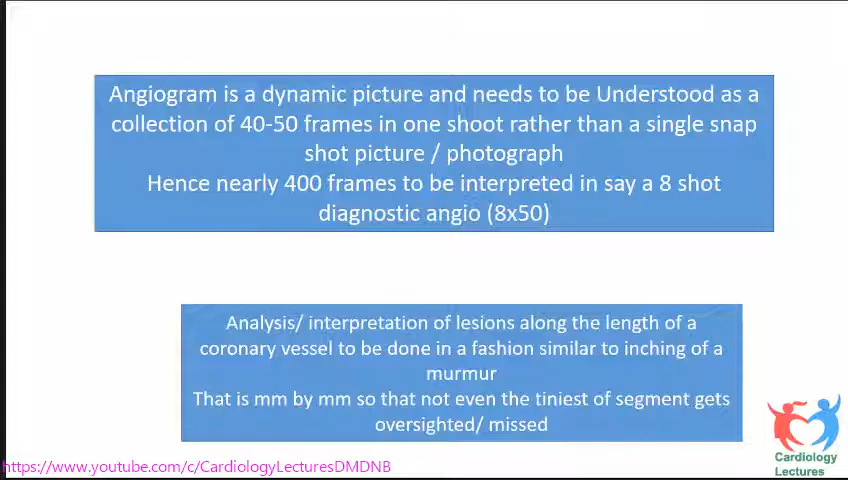 Angiogram is a dynamic picture and needs to be Understood as a
collection of 40-50 frames in one shoot rather than a single snap
shot picture / photograph
Hence nearly 400 frames to be interpreted in say a 8 shot
diagnostic angio (8x50)
Analysis/ interpretation of lesions along the length of a
coronary vessel to be done in a fashion similar to inching of a
murmur
That is mm by mm so that not even the tiniest of segment gets
oversighted/ missed
Cardiology
Lectures
https://www.youtube.com/c/CardiologyLecturesDMDNB